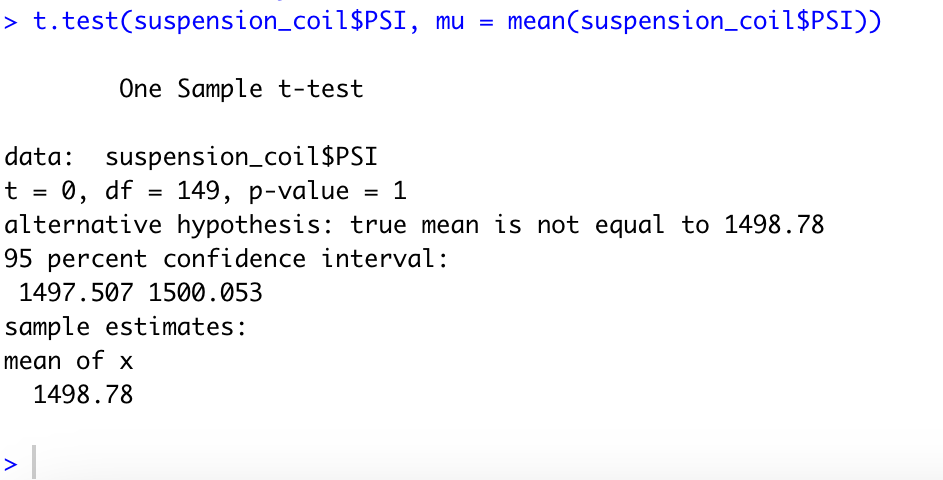 > t.test(suspension_coil$PSI, mu = mean(suspension_coil$PSI))
One Sample t-test
data:  suspension_coil$PSI
t = 0, df = 149, p-value = 1
alternative hypothesis: true mean is not equal to 1498.78
95 percent confidence interval:
1497.507 1500.053
sample estimates:
mean of x
1498.78
>